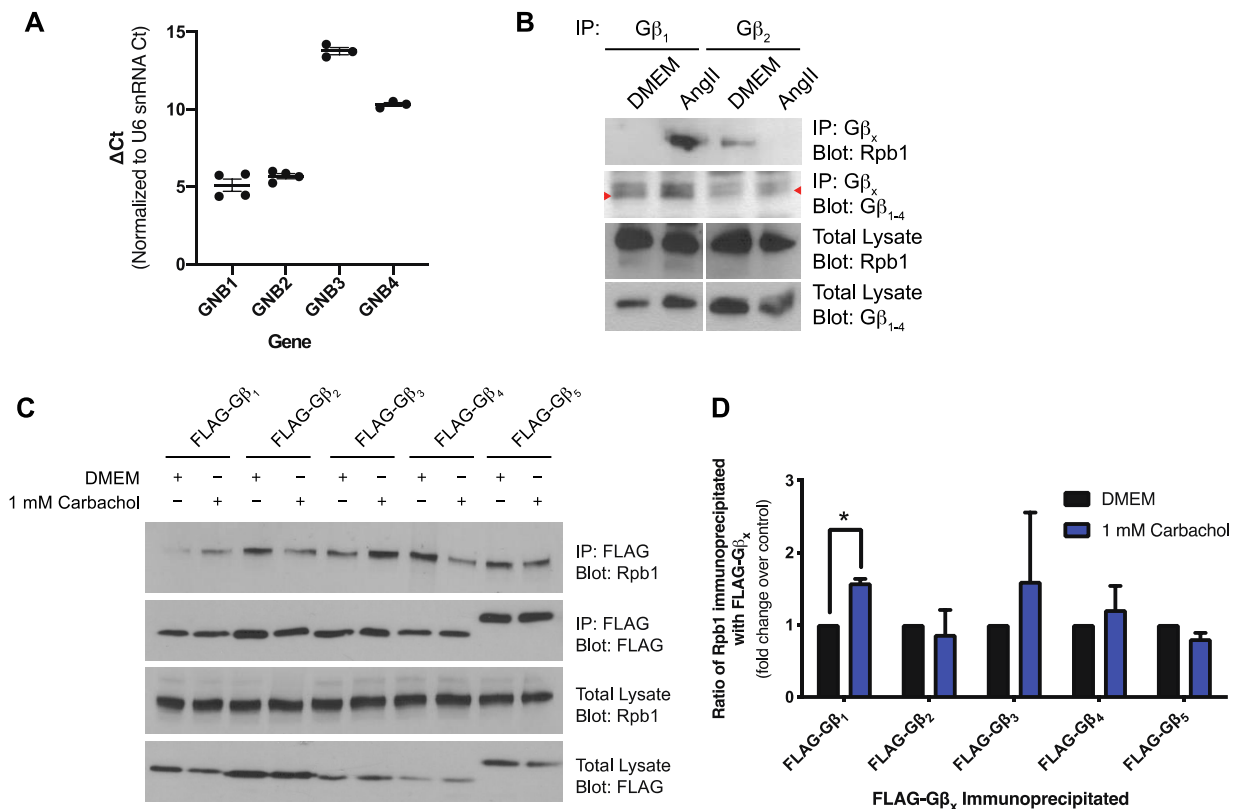 A
15
10
5
0
ΔCt
(Normalized to U6 snRNA Ct)
GNB1
GNB2
GNB3
GNB4
Gene
B
IP: Gβ1 Gβ2
DMEM AngII DMEM AngII
IP: Gβx
Blot: Rpb1
IP: Gβx
Blot: Gβ1-4
Total Lysate
Blot: Rpb1
Total Lysate
Blot: Gβ1-4
C
FLAG-Gβ1 FLAG-Gβ2 FLAG-Gβ3 FLAG-Gβ4 FLAG-Gβ5
DMEM + – + – + – + – + –
1 mM Carbachol – + – + – + – + – +
IP: FLAG
Blot: Rpb1
IP: FLAG
Blot: FLAG
Total Lysate
Blot: Rpb1
Total Lysate
Blot: FLAG
D
Ratio of Rpb1 immunoprecipitated
with FLAG-Gβx
(fold change over control)
3
2
1
0
*
DMEM
1 mM Carbachol
FLAG-Gβ1
FLAG-Gβ2
FLAG-Gβ3
FLAG-Gβ4
FLAG-Gβ5
FLAG-Gβx Immunoprecipitated